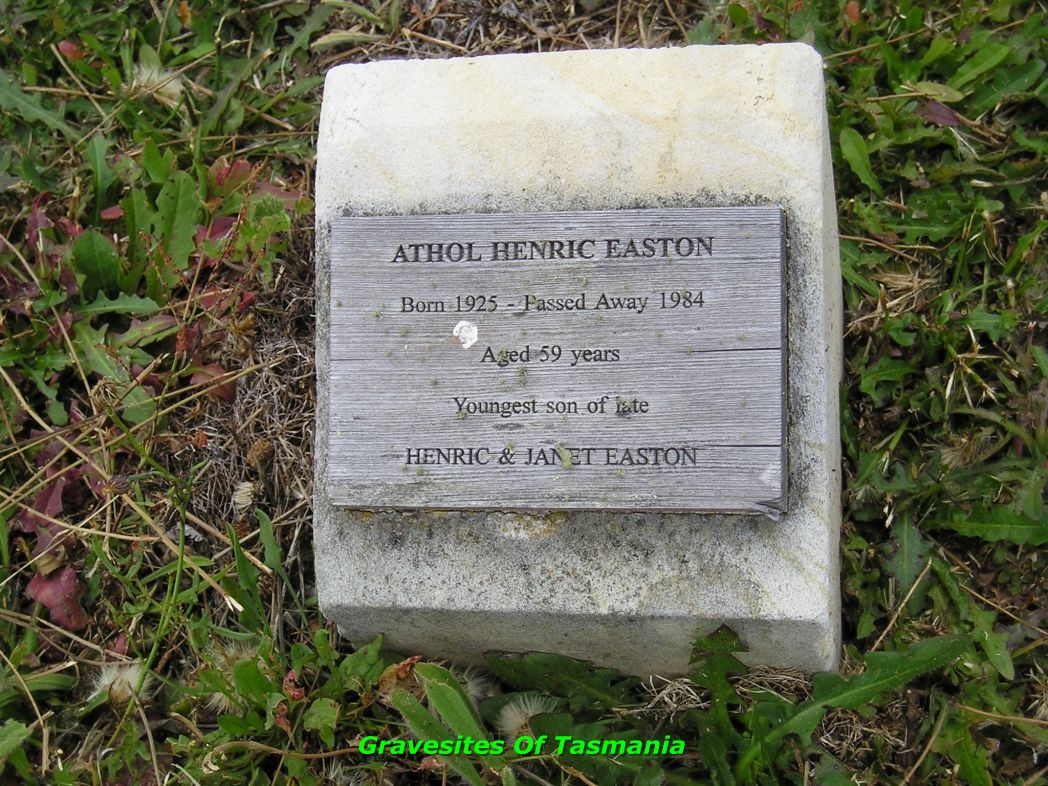 ATHOL HENRIC EASTON
Born 1925 - Passed Away 1984
Aged 59 years
Youngest son of late
HENRIC & JANET EASTON
Gravesites Of Tasmania